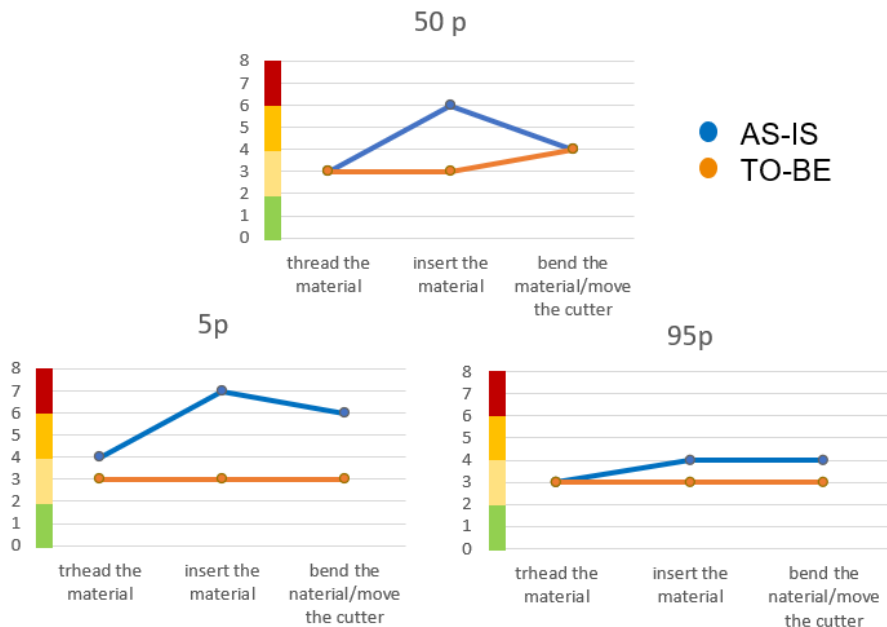 50 p
8
7
6
5
4
3
2
1
0
thread the
material
insert the
material
bend the
material/move
the cutter
AS-IS
TO-BE
5p
8
7
6
5
4
3
2
1
0
trhead the
material
insert the
material
bend the
naterial/move
the cutter
95p
8
7
6
5
4
3
2
1
0
trhead the
material
insert the
material
bend the
naterial/move
the cutter